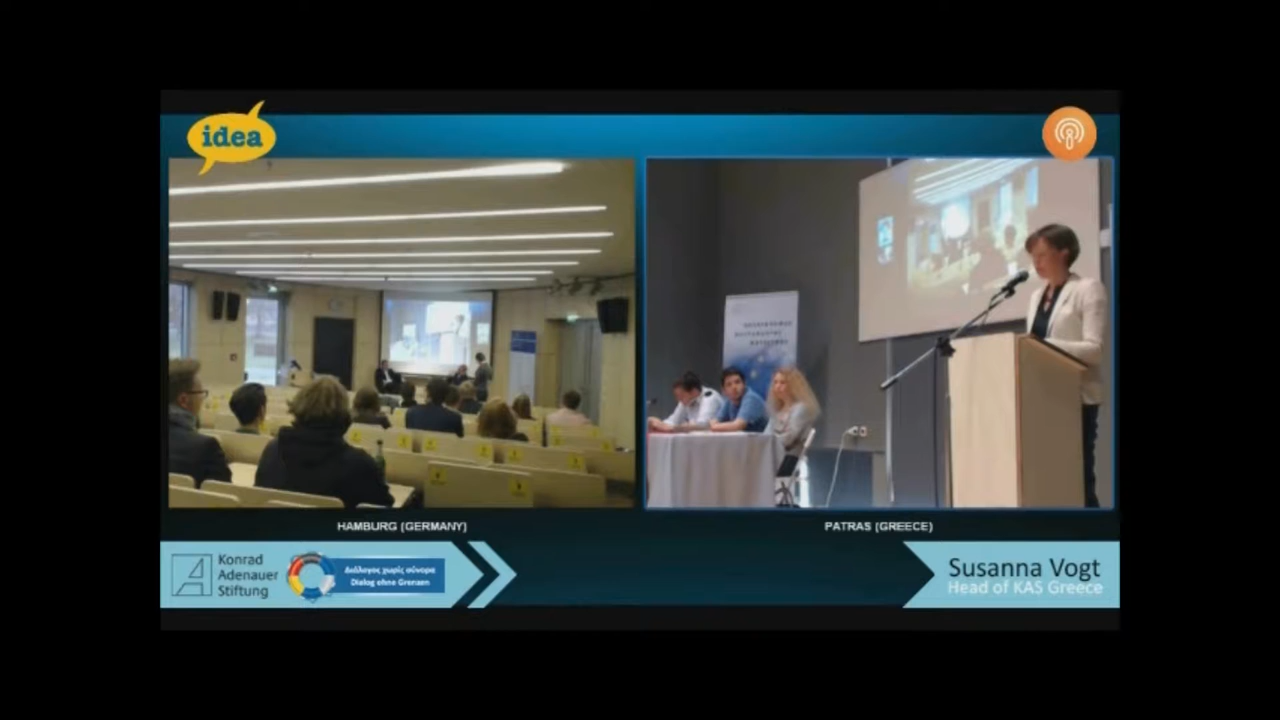 idea
HAMBURG (GERMANY)
PATRAS (GREECE)
Konrad
Adenauer
Stiftung
Διάλογος χωρίς σύνορα
Dialog ohne Grenzen
Susanna Vogt
Head of KAS Greece